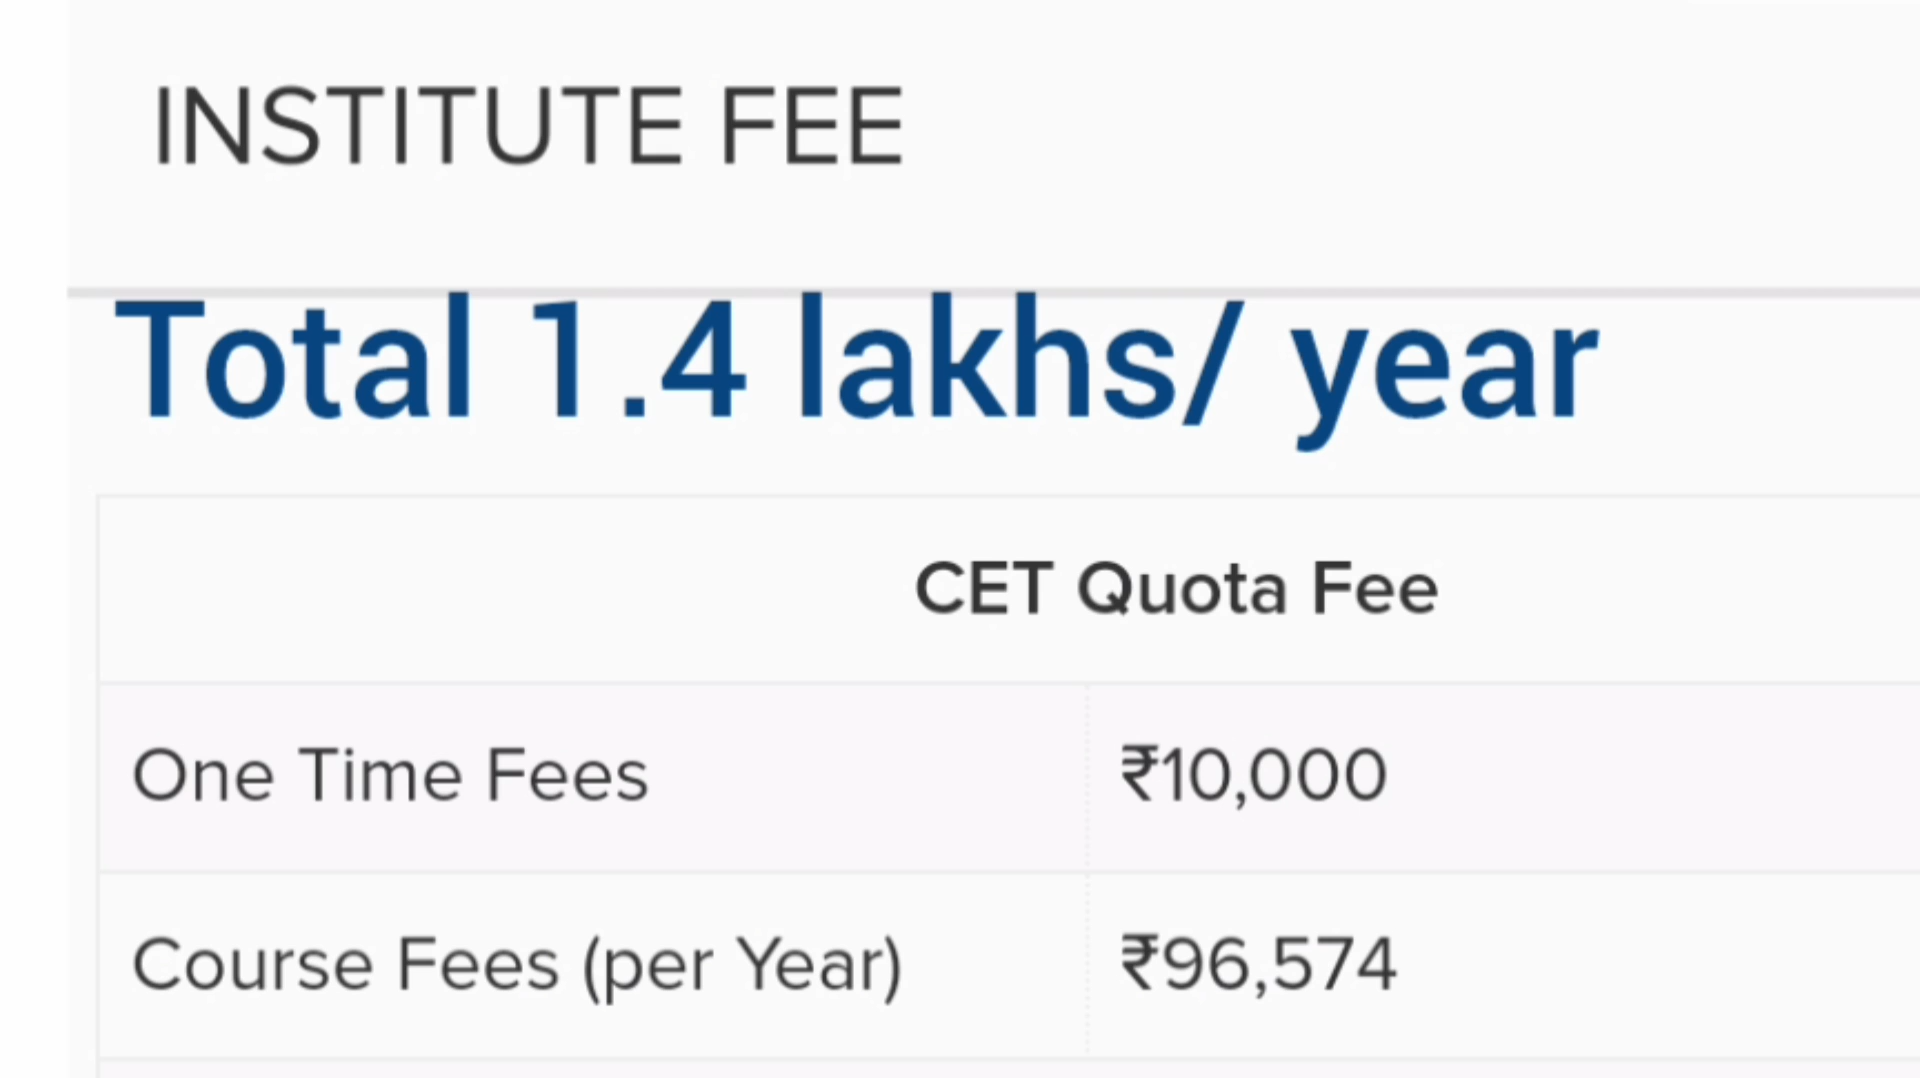 INSTITUTE FEE
Total 1.4 lakhs/ year
CET Quota Fee
One Time Fees ₹10,000
Course Fees (per Year) ₹96,574